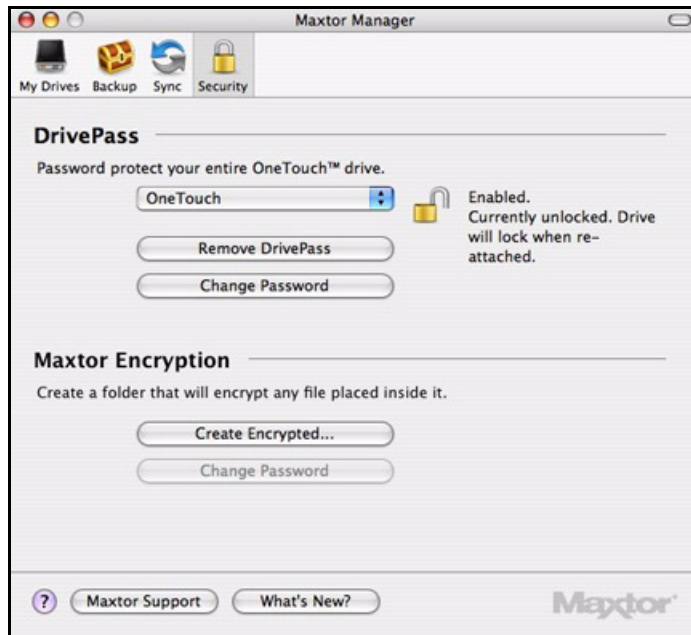 Maxtor Manager
My Drives Backup Sync Security
DrivePass
Password protect your entire OneTouch™ drive.
OneTouch
Enabled.
Currently unlocked. Drive
will lock when re-
attached.
Remove DrivePass
Change Password
Maxtor Encryption
Create a folder that will encrypt any file placed inside it.
Create Encrypted...
Change Password
? Maxtor Support What's New? Maxtor